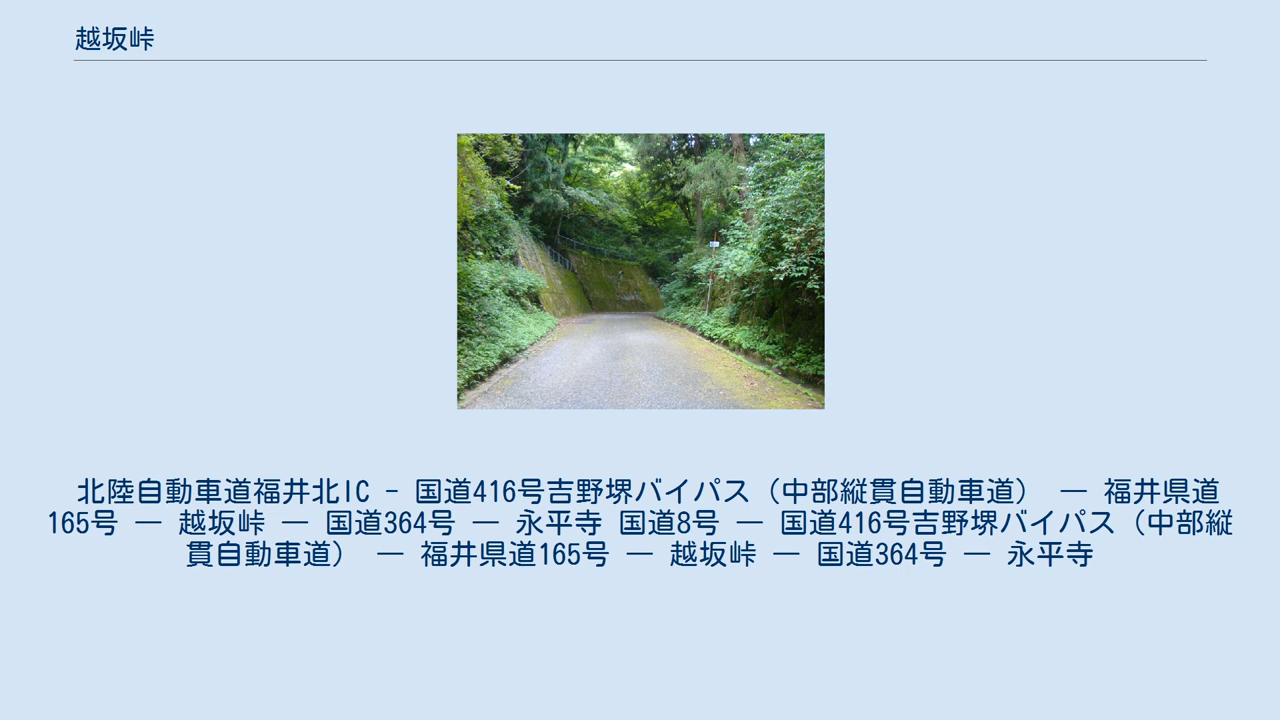 越坂峠
北陸自動車道福井北IC - 国道416号吉野堺バイパス（中部縦貫自動車道） ― 福井県道
165号 ― 越坂峠 ― 国道364号 ― 永平寺 国道8号 ― 国道416号吉野堺バイパス（中部縦
貫自動車道） ― 福井県道165号 ― 越坂峠 ― 国道364号 ― 永平寺